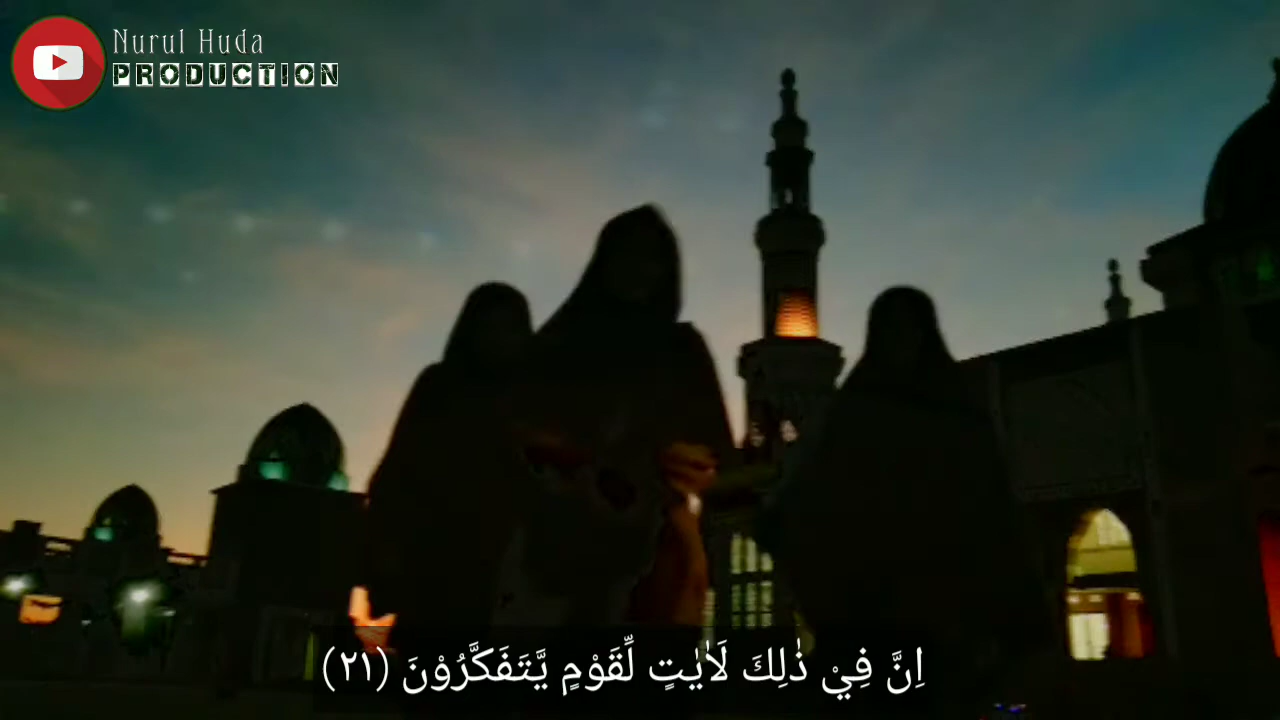 Nurul Huda
PRODUCTION
اِنَّ فِيْ ذٰلِكَ لَاٰيٰتٍ لِّقَوْمٍ يَّتَفَكَّرُوْنَ (٢١)